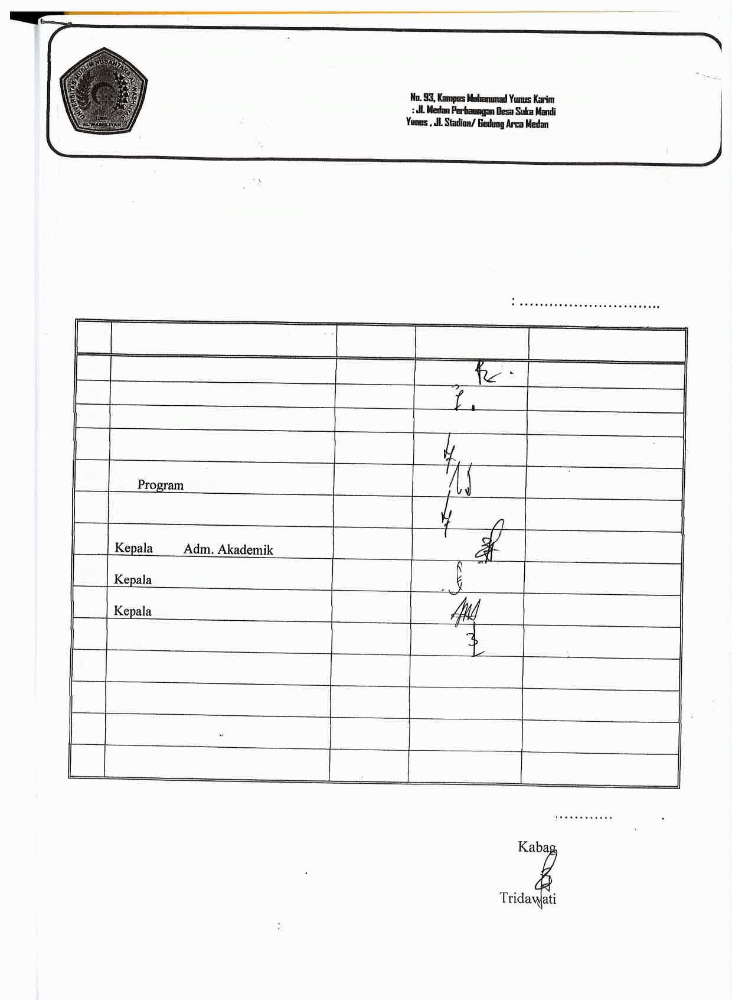 UNIVERSITAS MUSLIM NUSANTARA AL WASHLIYAH
UMN
AL WASHLIYAH
No. 93, Kampus Muhammad Yunus Karim
: Jl. Medan Perbaungan Desa Suka Mandi
Yunus , Jl. Stadion/ Gedung Arca Medan
: ..............................
Program
Kepala Adm. Akademik
Kepala
Kepala
............ .
Kabag
Tridawati
: